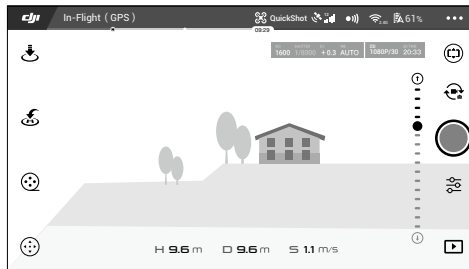 dji In-Flight ( GPS ) QuickShot 61%
09:29
1600 1/8000 +0.3 AUTO 1080P/30 20:33
H 9.6 m D 9.6 m S 1.1 m/s